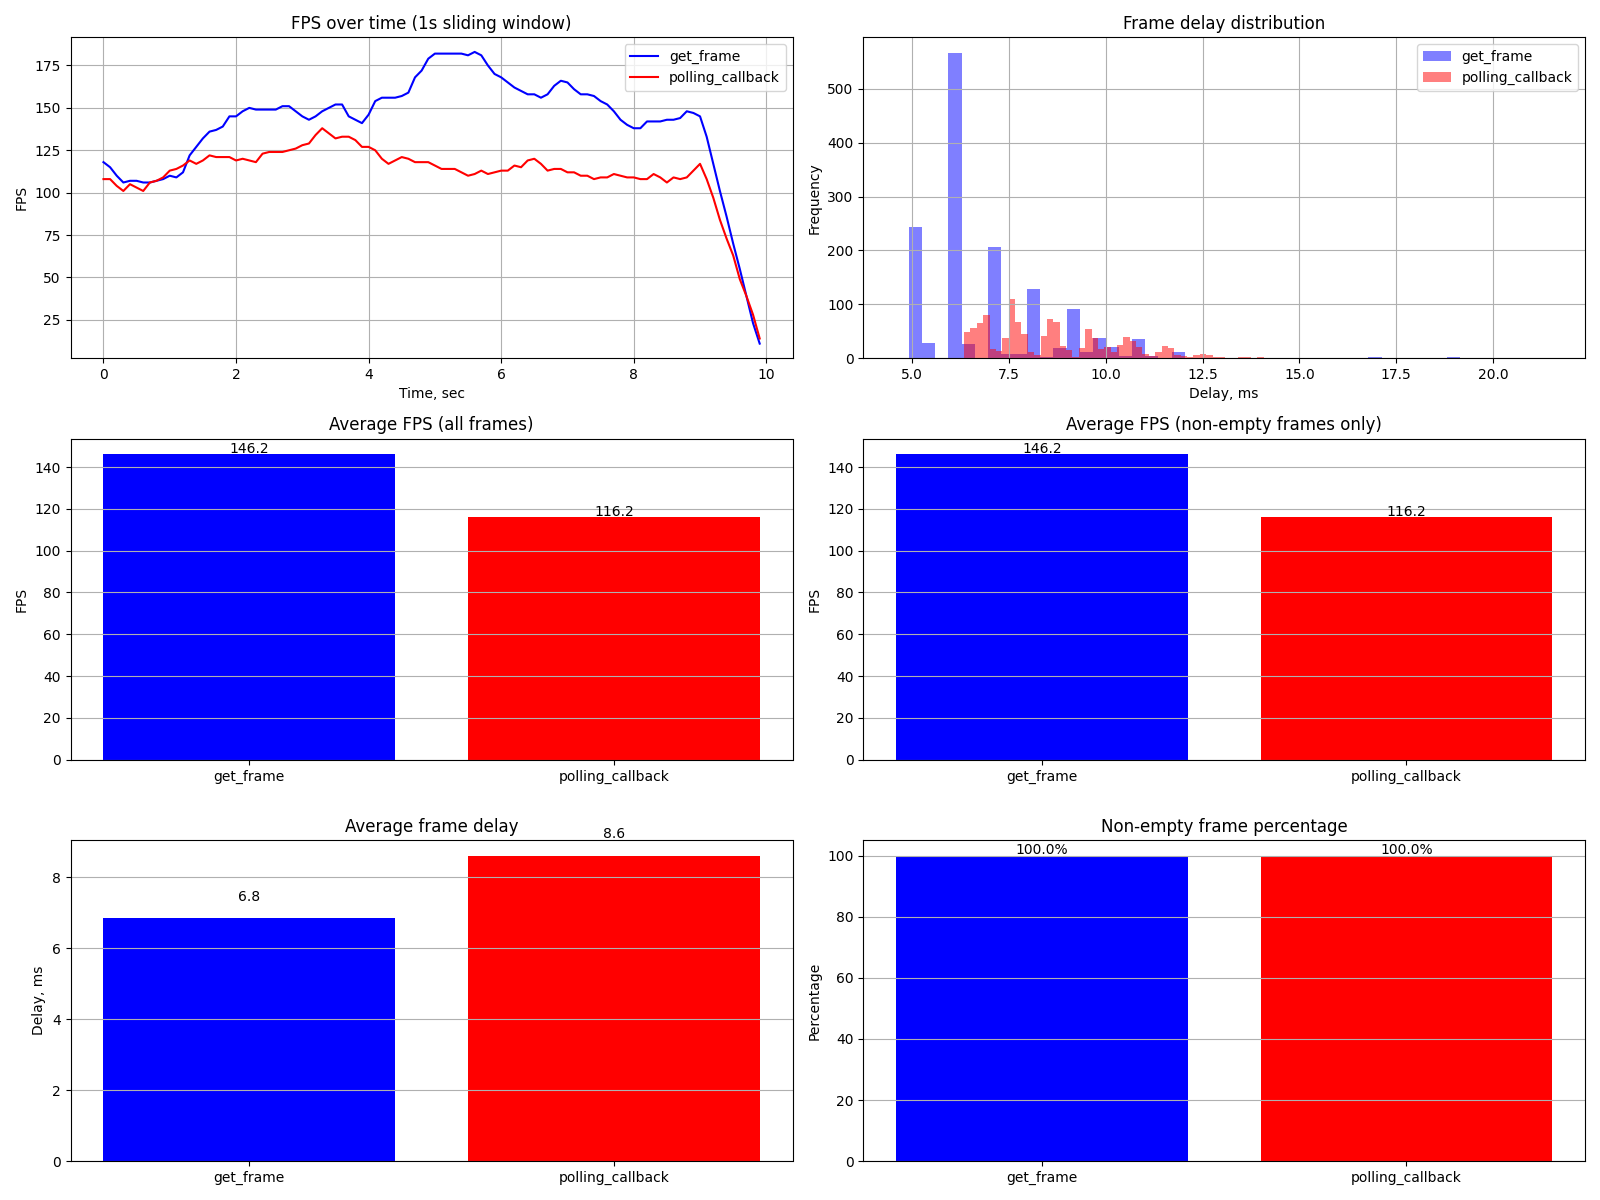 FPS over time (1s sliding window)
FPS
175
150
125
100
75
50
25
get_frame
polling_callback
0 2 4 6 8 10
Time, sec
Frame delay distribution
Frequency
500
400
300
200
100
0
get_frame
polling_callback
5.0 7.5 10.0 12.5 15.0 17.5 20.0
Delay, ms
Average FPS (all frames)
FPS
140
120
100
80
60
40
20
0
146.2
116.2
get_frame polling_callback
Average FPS (non-empty frames only)
FPS
140
120
100
80
60
40
20
0
146.2
116.2
get_frame polling_callback
Average frame delay
Delay, ms
8
6
4
2
0
6.8
8.6
get_frame polling_callback
Non-empty frame percentage
Percentage
100
80
60
40
20
0
100.0% 100.0%
get_frame polling_callback